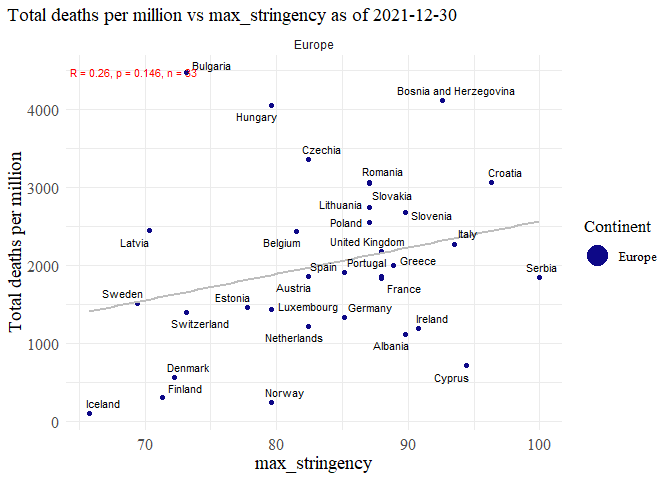 Total deaths per million vs max_stringency as of 2021-12-30
Europe
R = 0.26, p = 0.146, n = 33
Bulgaria
Bosnia and Herzegovina
Hungary
Czechia
Romania
Croatia
Slovakia
Lithuania
Slovenia
Poland
Italy
Latvia
Belgium
United Kingdom
Spain
Portugal
Greece
Serbia
Austria
France
Sweden
Estonia
Luxembourg
Germany
Switzerland
Ireland
Netherlands
Albania
Denmark
Cyprus
Finland
Iceland
Norway
Total deaths per million
4000
3000
2000
1000
0
70 80 90 100
max_stringency
Continent
Europe